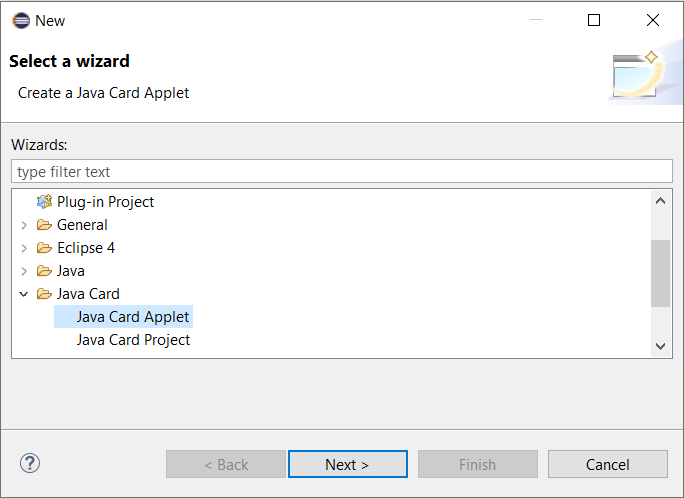 New
Select a wizard
Create a Java Card Applet
Wizards:
type filter text
Plug-in Project
General
Eclipse 4
Java
Java Card
Java Card Applet
Java Card Project
? < Back Next > Finish Cancel